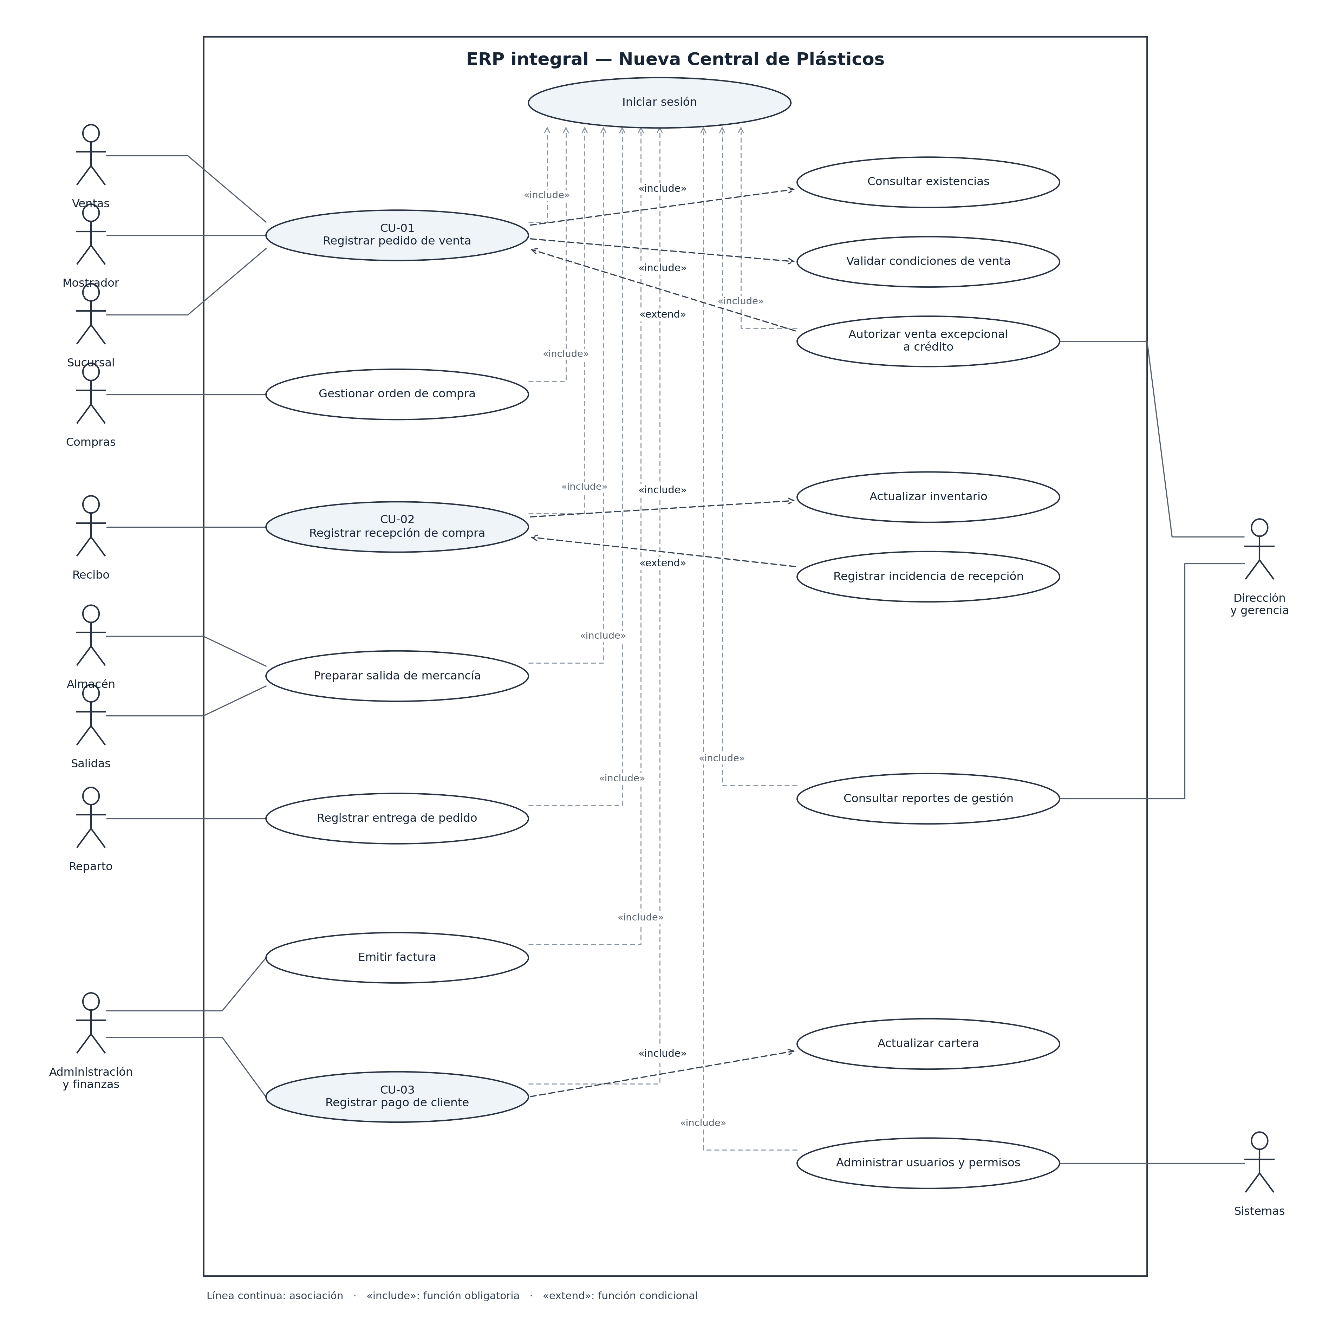 ERP integral — Nueva Central de Plásticos
Iniciar sesión
Consultar existencias
«include»
«include»
Ventas
CU-01
Registrar pedido de venta
Validar condiciones de venta
«include»
Mostrador
«include»
«extend»
Autorizar venta excepcional
a crédito
«include»
Sucursal
Gestionar orden de compra
Compras
«include»
«include»
Actualizar inventario
CU-02
Registrar recepción de compra
«extend»
Recibo
Registrar incidencia de recepción
Dirección
y gerencia
«include»
Preparar salida de mercancía
Almacén
Salidas
«include»
«include»
Consultar reportes de gestión
Registrar entrega de pedido
Reparto
«include»
Emitir factura
Actualizar cartera
«include»
Administración
y finanzas
CU-03
Registrar pago de cliente
«include»
Administrar usuarios y permisos
Sistemas
Línea continua: asociación · «include»: función obligatoria · «extend»: función condicional